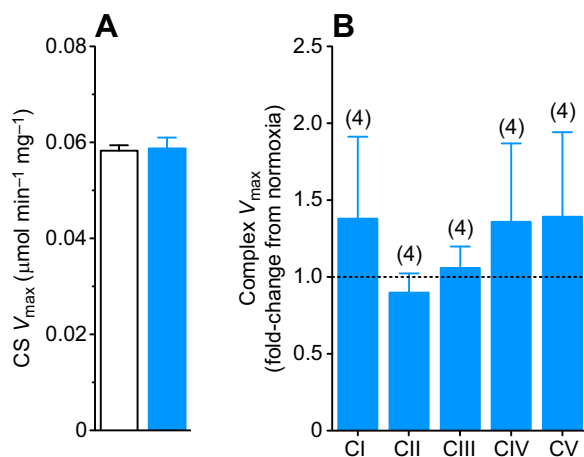 A
CS Vmax (µmol min–1 mg–1)
0.08
0.06
0.04
0.02
0
B
Complex Vmax
(fold-change from normoxia)
2.5
2.0
1.5
1.0
0.5
0
(4)
(4)
(4)
(4)
(4)
CI
CII
CIII
CIV
CV